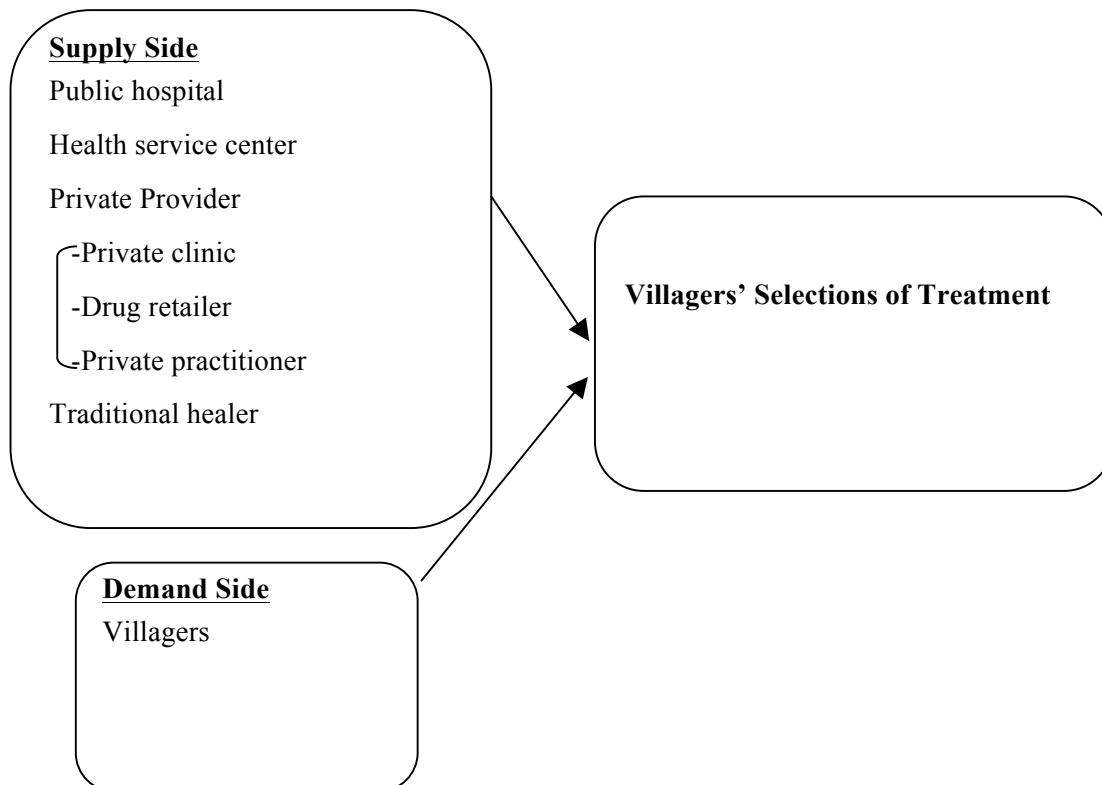 Supply Side
Public hospital
Health service center
Private Provider
-Private clinic
-Drug retailer
-Private practitioner
Traditional healer
Villagers’ Selections of Treatment
Demand Side
Villagers